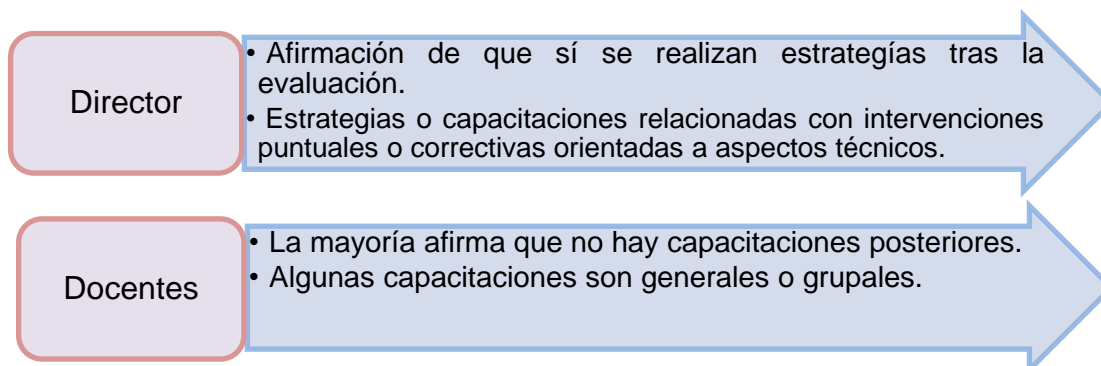 Director
• Afirmación de que sí se realizan estrategías tras la
evaluación.
• Estrategias o capacitaciones relacionadas con intervenciones
puntuales o correctivas orientadas a aspectos técnicos.
Docentes
• La mayoría afirma que no hay capacitaciones posteriores.
• Algunas capacitaciones son generales o grupales.